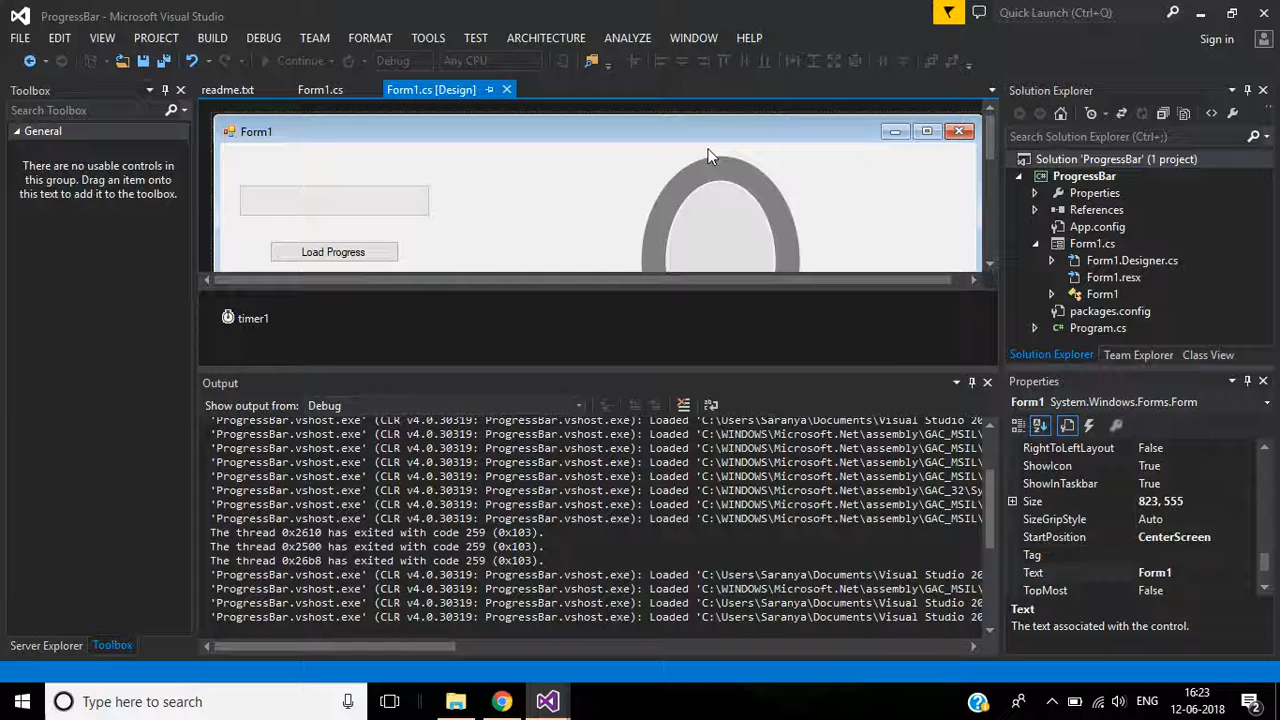 ProgressBar - Microsoft Visual Studio
Quick Launch (Ctrl+Q)
FILE EDIT VIEW PROJECT BUILD DEBUG TEAM FORMAT TOOLS TEST ARCHITECTURE ANALYZE WINDOW HELP
Sign in
Continue Debug Any CPU
Toolbox
Search Toolbox
General
There are no usable controls in
this group. Drag an item onto
this text to add it to the toolbox.
Server Explorer Toolbox
readme.txt Form1.cs Form1.cs [Design]
Form1
Load Progress
timer1
Output
Show output from: Debug
'ProgressBar.vshost.exe' (CLR v4.0.30319: ProgressBar.vshost.exe): Loaded 'C:\Users\Saranya\Documents\Visual Studio 20
'ProgressBar.vshost.exe' (CLR v4.0.30319: ProgressBar.vshost.exe): Loaded 'C:\WINDOWS\Microsoft.Net\assembly\GAC_MSIL\
'ProgressBar.vshost.exe' (CLR v4.0.30319: ProgressBar.vshost.exe): Loaded 'C:\WINDOWS\Microsoft.Net\assembly\GAC_MSIL\
'ProgressBar.vshost.exe' (CLR v4.0.30319: ProgressBar.vshost.exe): Loaded 'C:\WINDOWS\Microsoft.Net\assembly\GAC_MSIL\
'ProgressBar.vshost.exe' (CLR v4.0.30319: ProgressBar.vshost.exe): Loaded 'C:\WINDOWS\Microsoft.Net\assembly\GAC_MSIL\
'ProgressBar.vshost.exe' (CLR v4.0.30319: ProgressBar.vshost.exe): Loaded 'C:\WINDOWS\Microsoft.Net\assembly\GAC_32\Sy
'ProgressBar.vshost.exe' (CLR v4.0.30319: ProgressBar.vshost.exe): Loaded 'C:\WINDOWS\Microsoft.Net\assembly\GAC_MSIL\
'ProgressBar.vshost.exe' (CLR v4.0.30319: ProgressBar.vshost.exe): Loaded 'C:\WINDOWS\Microsoft.Net\assembly\GAC_MSIL\
The thread 0x2610 has exited with code 259 (0x103).
The thread 0x2500 has exited with code 259 (0x103).
The thread 0x26b8 has exited with code 259 (0x103).
'ProgressBar.vshost.exe' (CLR v4.0.30319: ProgressBar.vshost.exe): Loaded 'C:\Users\Saranya\Documents\Visual Studio 20
'ProgressBar.vshost.exe' (CLR v4.0.30319: ProgressBar.vshost.exe): Loaded 'C:\WINDOWS\Microsoft.Net\assembly\GAC_MSIL\
'ProgressBar.vshost.exe' (CLR v4.0.30319: ProgressBar.vshost.exe): Loaded 'C:\Users\Saranya\Documents\Visual Studio 20
'ProgressBar.vshost.exe' (CLR v4.0.30319: ProgressBar.vshost.exe): Loaded 'C:\WINDOWS\Microsoft.Net\assembly\GAC_MSIL\
Solution Explorer
Search Solution Explorer (Ctrl+;)
Solution 'ProgressBar' (1 project)
ProgressBar
Properties
References
App.config
Form1.cs
Form1.Designer.cs
Form1.resx
Form1
packages.config
Program.cs
Solution Explorer Team Explorer Class View
Properties
Form1 System.Windows.Forms.Form
RightToLeftLayout False
ShowIcon True
ShowInTaskbar True
Size 823, 555
SizeGripStyle Auto
StartPosition CenterScreen
Tag
Text Form1
TopMost False
Text
The text associated with the control.
Type here to search
ENG
16:23
12-06-2018
2